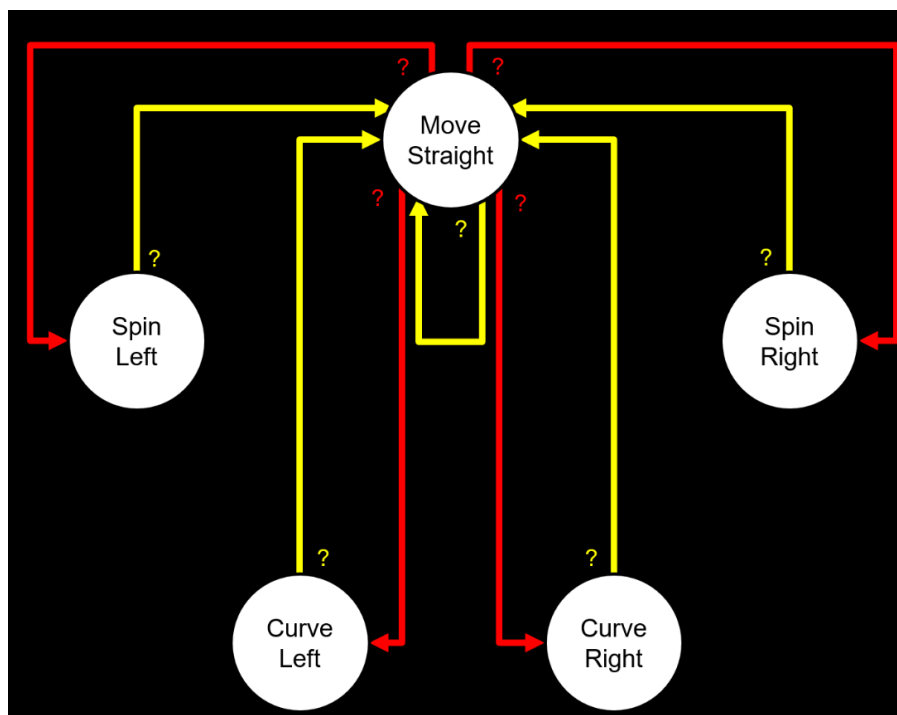 ?
?
Move
Straight
?
?
?
?
?
Spin
Left
Spin
Right
?
?
Curve
Left
Curve
Right